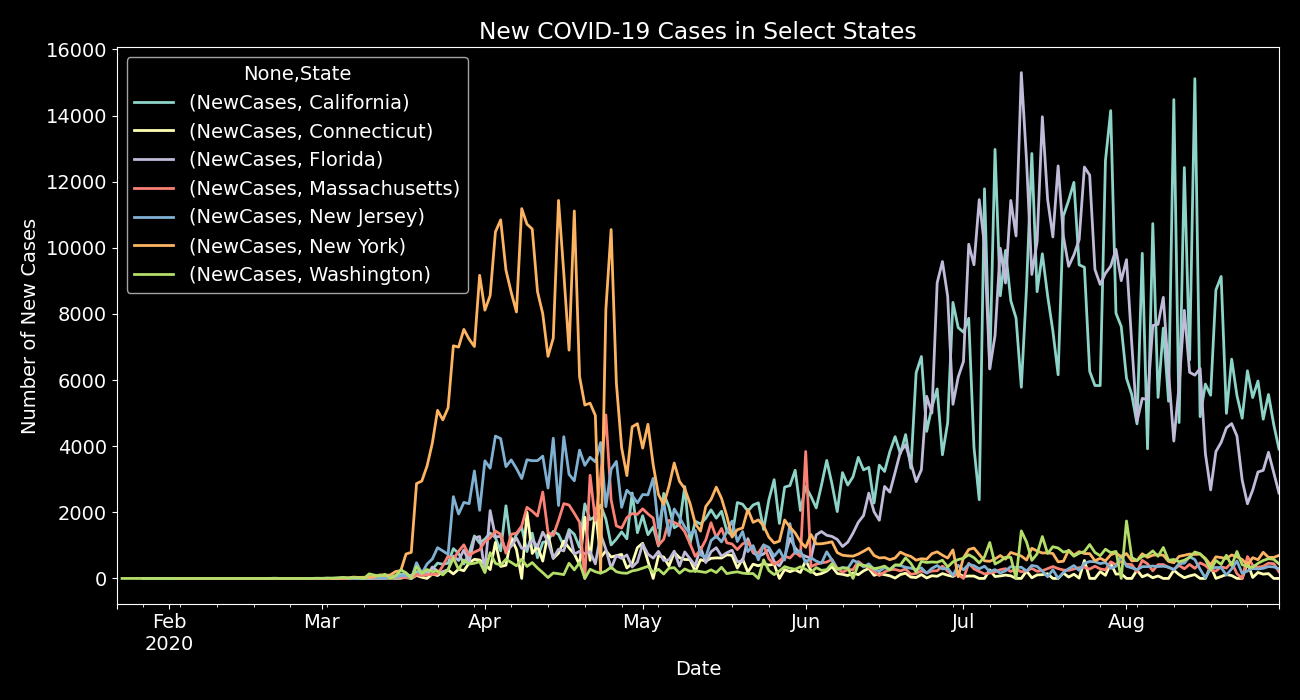 New COVID-19 Cases in Select States
16000
14000
12000
10000
8000
6000
4000
2000
0
Number of New Cases
None,State
(NewCases, California)
(NewCases, Connecticut)
(NewCases, Florida)
(NewCases, Massachusetts)
(NewCases, New Jersey)
(NewCases, New York)
(NewCases, Washington)
Feb Mar Apr May Jun Jul Aug
2020
Date